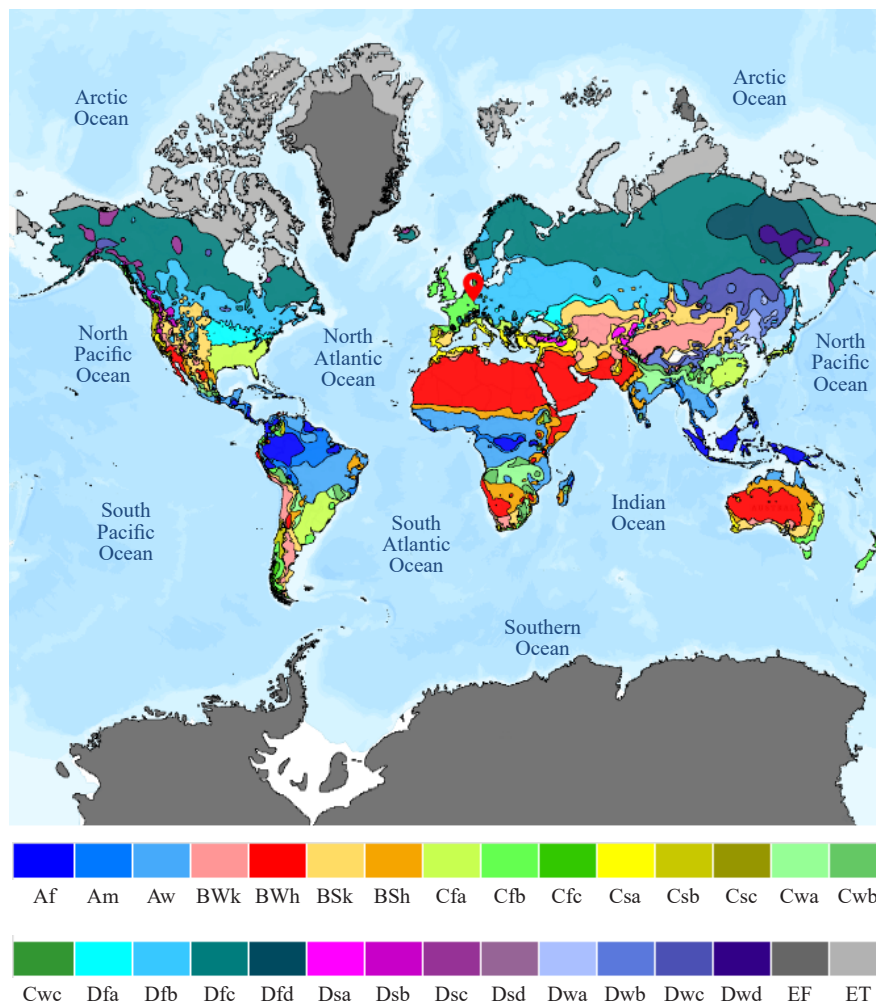 Arctic
Ocean
Arctic
Ocean
North
Pacific
Ocean
North
Atlantic
Ocean
North
Pacific
Ocean
South
Pacific
Ocean
South
Atlantic
Ocean
Indian
Ocean
Southern
Ocean
Af Am Aw BWk BWh BSk BSh Cfa Cfb Cfc Csa Csb Csc Cwa Cwb
Cwc Dfa Dfb Dfc Dfd Dsa Dsb Dsc Dsd Dwa Dwb Dwc Dwd EF ET